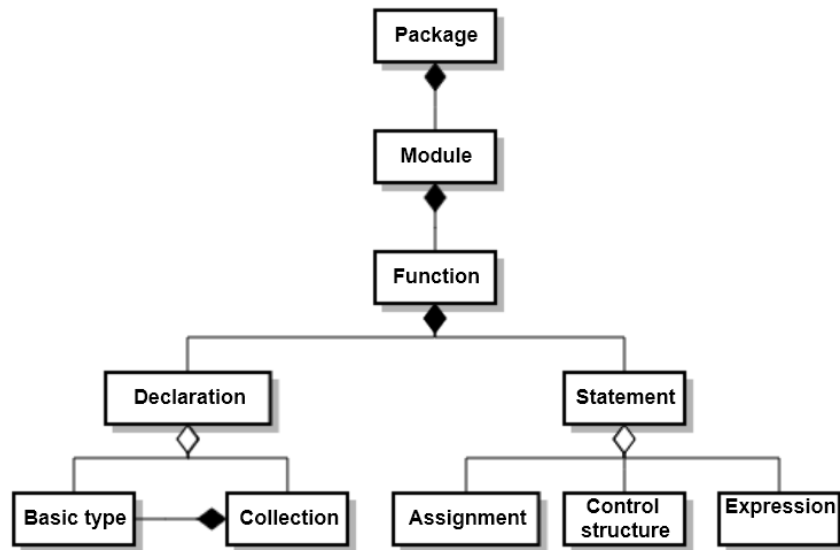 Package
Module
Function
Declaration
Statement
Basic type
Collection
Assignment
Control
structure
Expression